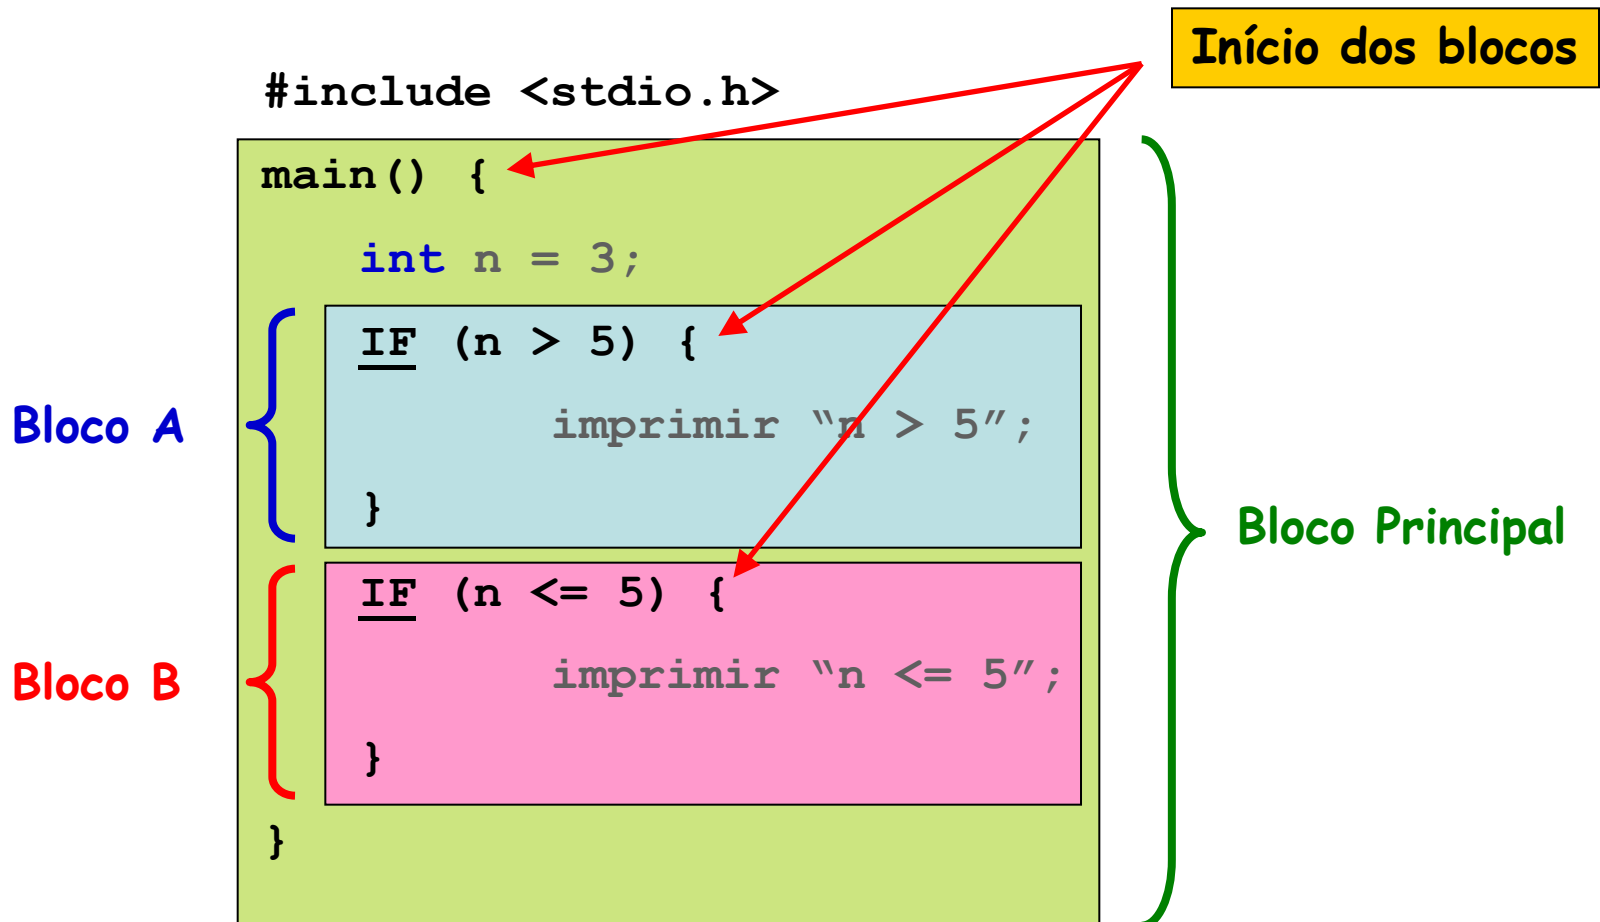 Início dos blocos
#include <stdio.h>
main() {
int n = 3;
IF (n > 5) {
imprimir “n > 5”;
}
Bloco A
IF (n <= 5) {
imprimir “n <= 5”;
}
Bloco B
}
Bloco Principal